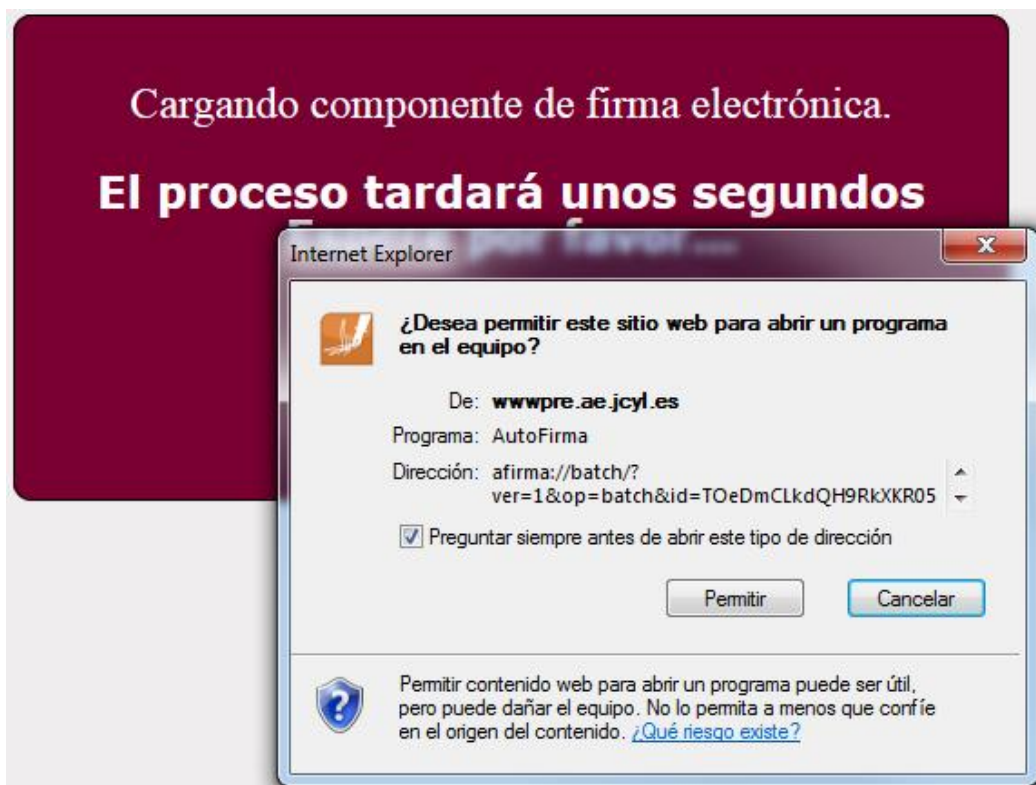 Cargando componente de firma electrónica.
El proceso tardará unos segundos
por favor...
Internet Explorer
¿Desea permitir este sitio web para abrir un programa
en el equipo?
De: wwwpre.ae.jcyl.es
Programa: AutoFirma
Dirección: afirma://batch/?
ver=1&op=batch&id=TOeDmCLkdQH9RkXKR05
Preguntar siempre antes de abrir este tipo de dirección
Permitir
Cancelar
Permitir contenido web para abrir un programa puede ser útil,
pero puede dañar el equipo. No lo permita a menos que confíe
en el origen del contenido. ¿Qué riesgo existe?